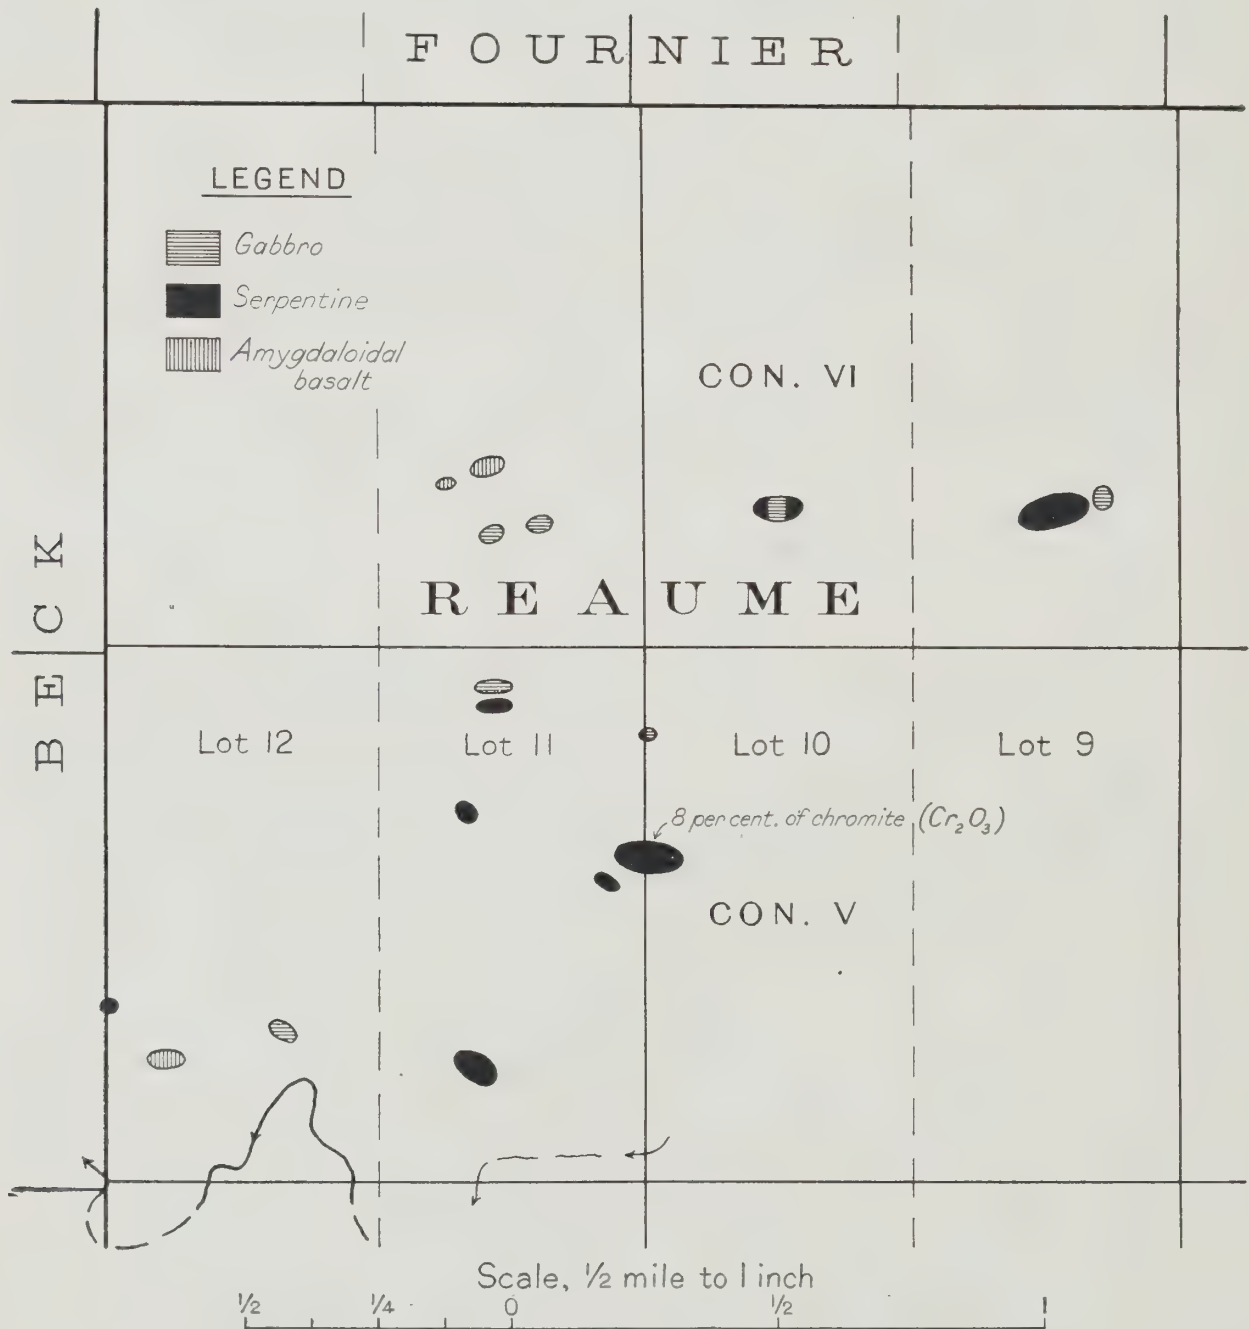 FOURNIER
LEGEND
Gabbro
Serpentine
Amygdaloidal
basalt
CON. VI
BECK
REAUME
Lot 12
Lot 11
Lot 10
Lot 9
8 per cent. of chromite (Cr₂O₃)
CON. V
Scale, ½ mile to 1 inch
½ ¼ 0 ½ 1